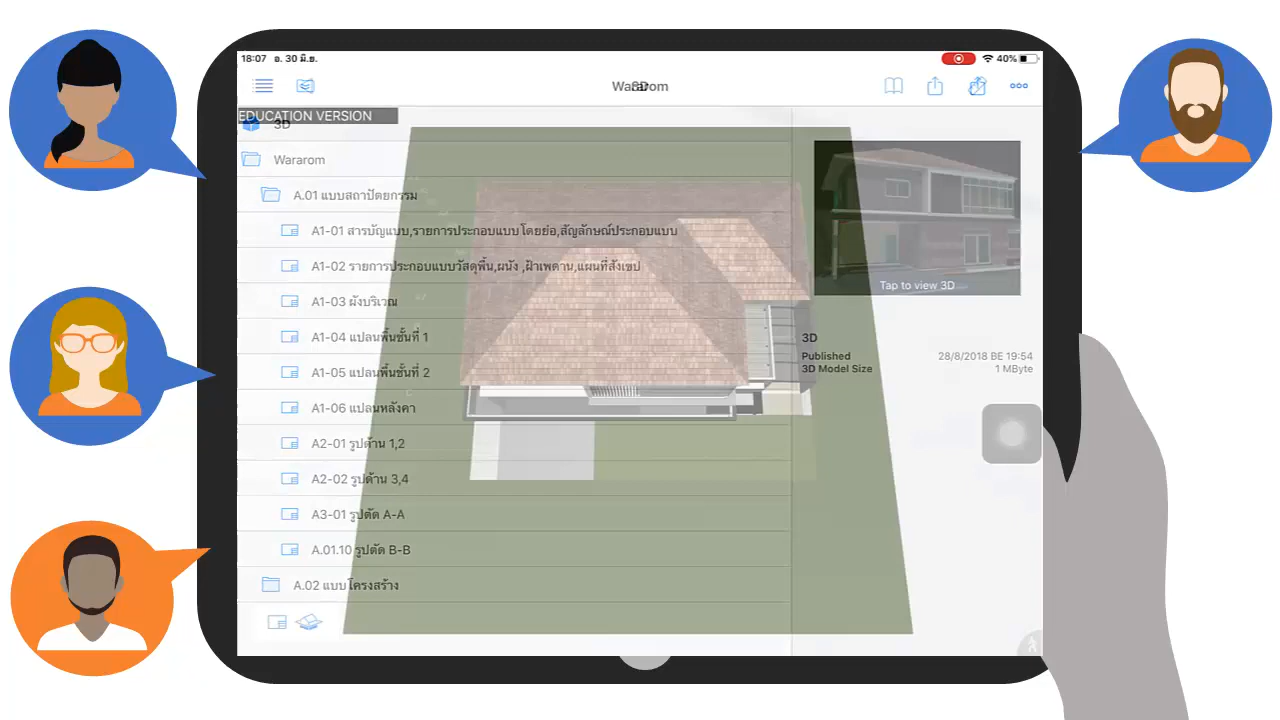 18:07 อ. 30 มิ.ย.
40%
Wararom
3D
EDUCATION VERSION
3D
Wararom
A.01 แบบสถาปัตยกรรม
A1-01 สารบัญแบบ,รายการประกอบแบบโดยย่อ,สัญลักษณ์ประกอบแบบ
A1-02 รายการประกอบแบบวัสดุพื้น,ผนัง ,ฝ้าเพดาน,แผนที่สังเขป
A1-03 ผังบริเวณ
A1-04 แปลนพื้นชั้นที่ 1
A1-05 แปลนพื้นชั้นที่ 2
A1-06 แปลนหลังคา
A2-01 รูปด้าน 1,2
A2-02 รูปด้าน 3,4
A3-01 รูปตัด A-A
A.01.10 รูปตัด B-B
A.02 แบบโครงสร้าง
Tap to view 3D
3D
Published 28/8/2018 BE 19:54
3D Model Size 1 MByte